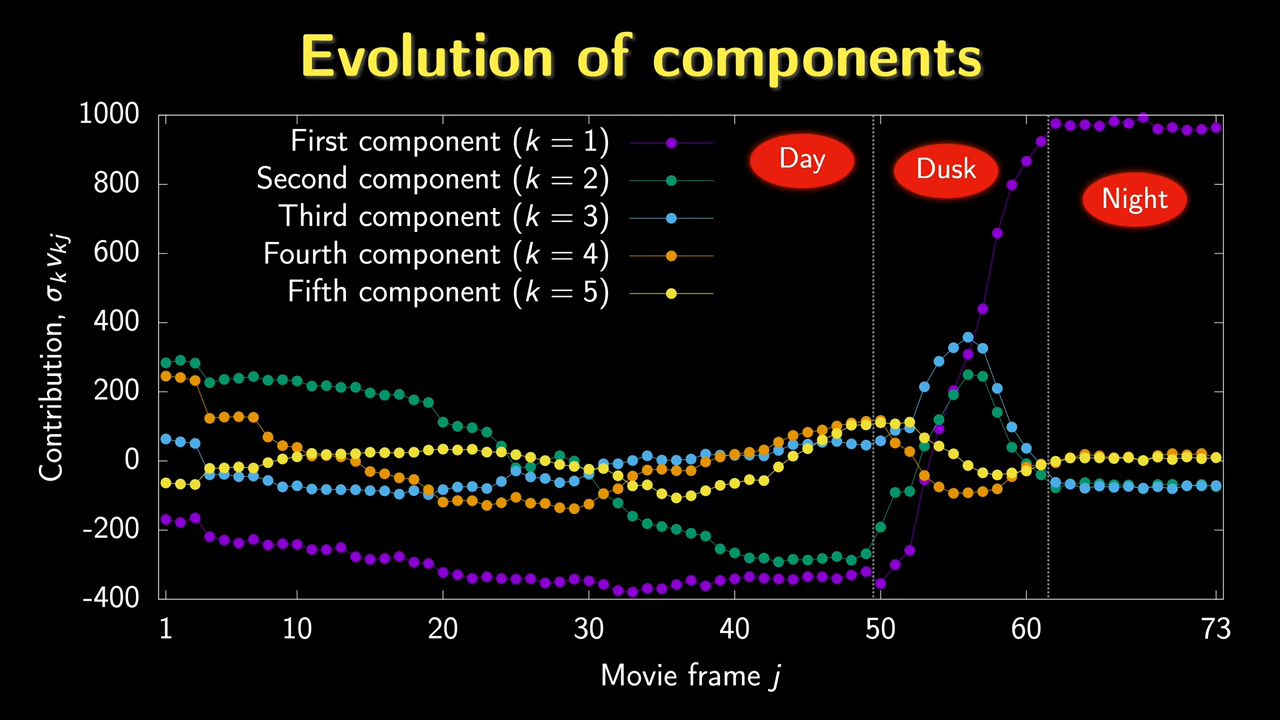 Evolution of components
1000
800
600
400
200
0
-200
-400
Contribution, σₖvₖⱼ
First component (k = 1)
Second component (k = 2)
Third component (k = 3)
Fourth component (k = 4)
Fifth component (k = 5)
Day
Dusk
Night
1 10 20 30 40 50 60 73
Movie frame j